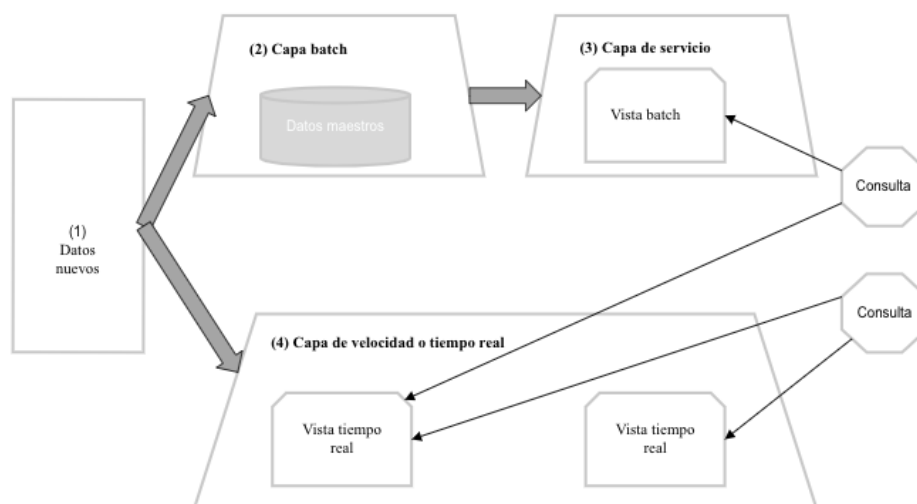 (2) Capa batch
Datos maestros
(3) Capa de servicio
Vista batch
Consulta
(1)
Datos
nuevos
Consulta
(4) Capa de velocidad o tiempo real
Vista tiempo
real
Vista tiempo
real